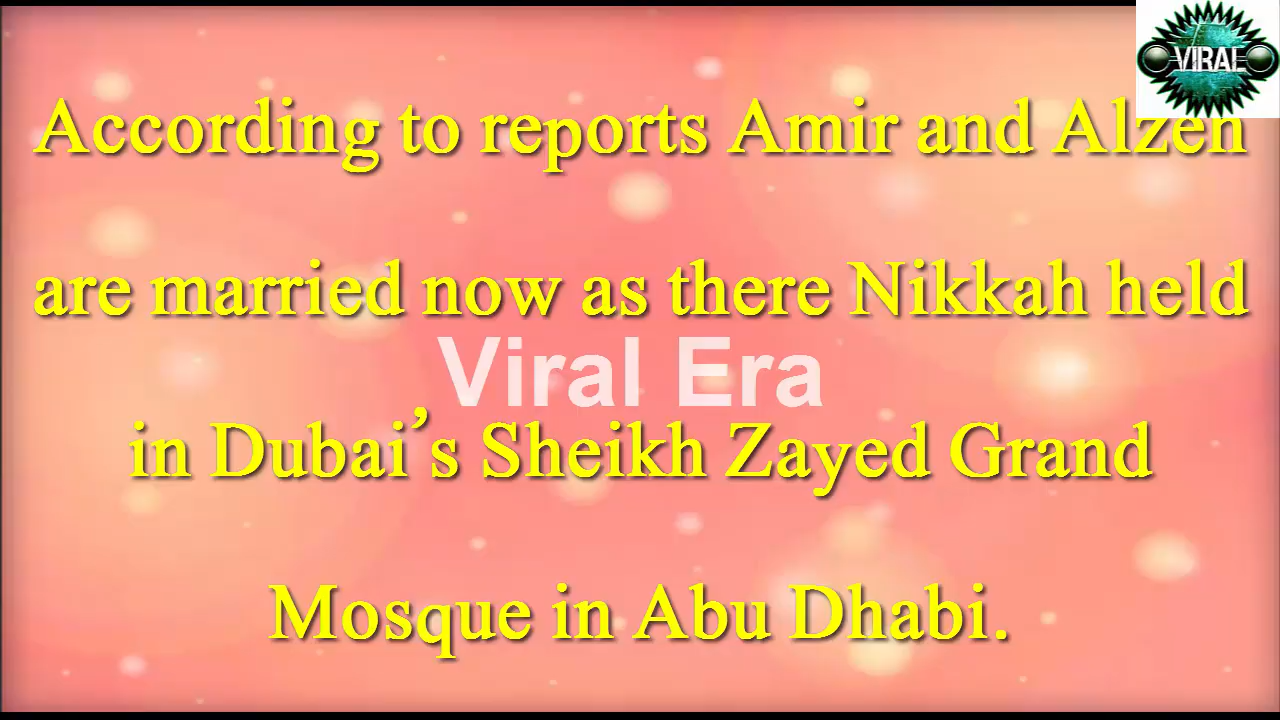 VIRAL
According to reports Amir and Alzeh
are married now as there Nikkah held
Viral Era
in Dubai’s Sheikh Zayed Grand
Mosque in Abu Dhabi.